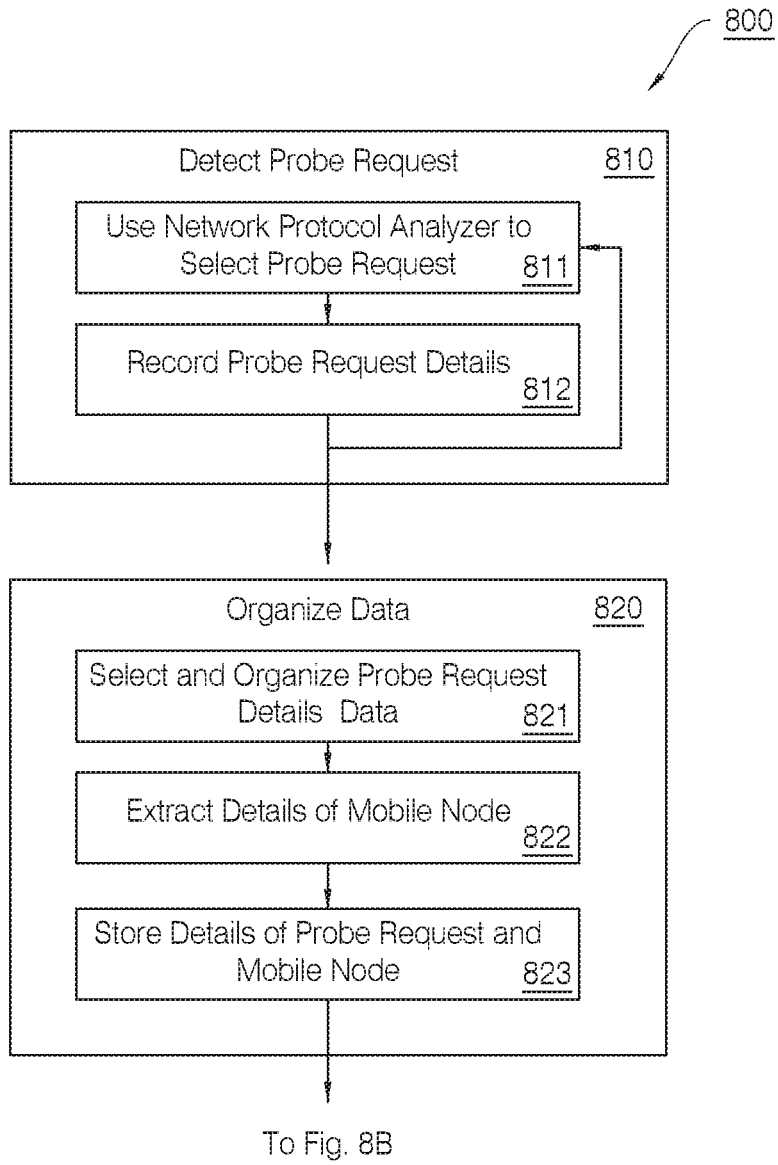 800
Detect Probe Request 810
Use Network Protocol Analyzer to
Select Probe Request 811
Record Probe Request Details
812
Organize Data 820
Select and Organize Probe Request
Details Data 821
Extract Details of Mobile Node
822
Store Details of Probe Request and
Mobile Node 823
To Fig. 8B